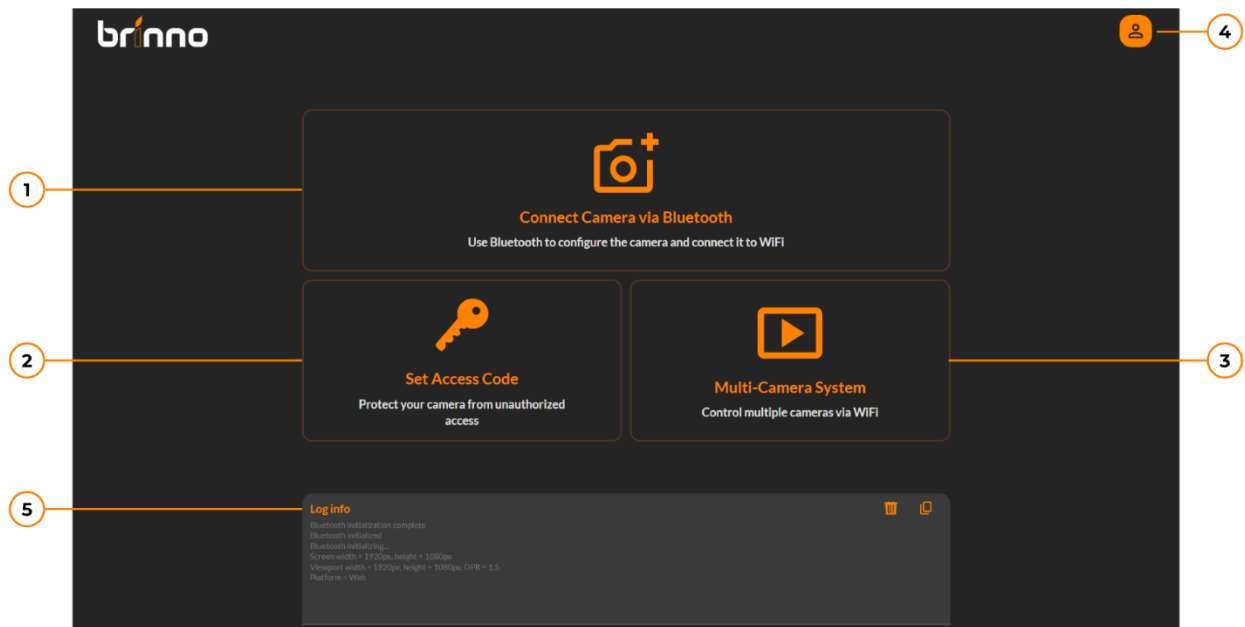 brinno
4
1
Connect Camera via Bluetooth
Use Bluetooth to configure the camera and connect it to WiFi
2
Set Access Code
Protect your camera from unauthorized
access
3
Multi-Camera System
Control multiple cameras via WiFi
5
Log info
Bluetooth initialization complete
Bluetooth initialized
Bluetooth initializing...
Screen width = 1920px, height = 1080px
Viewport width = 1920px, height = 1080px, DPR = 1.5
Platform = Web